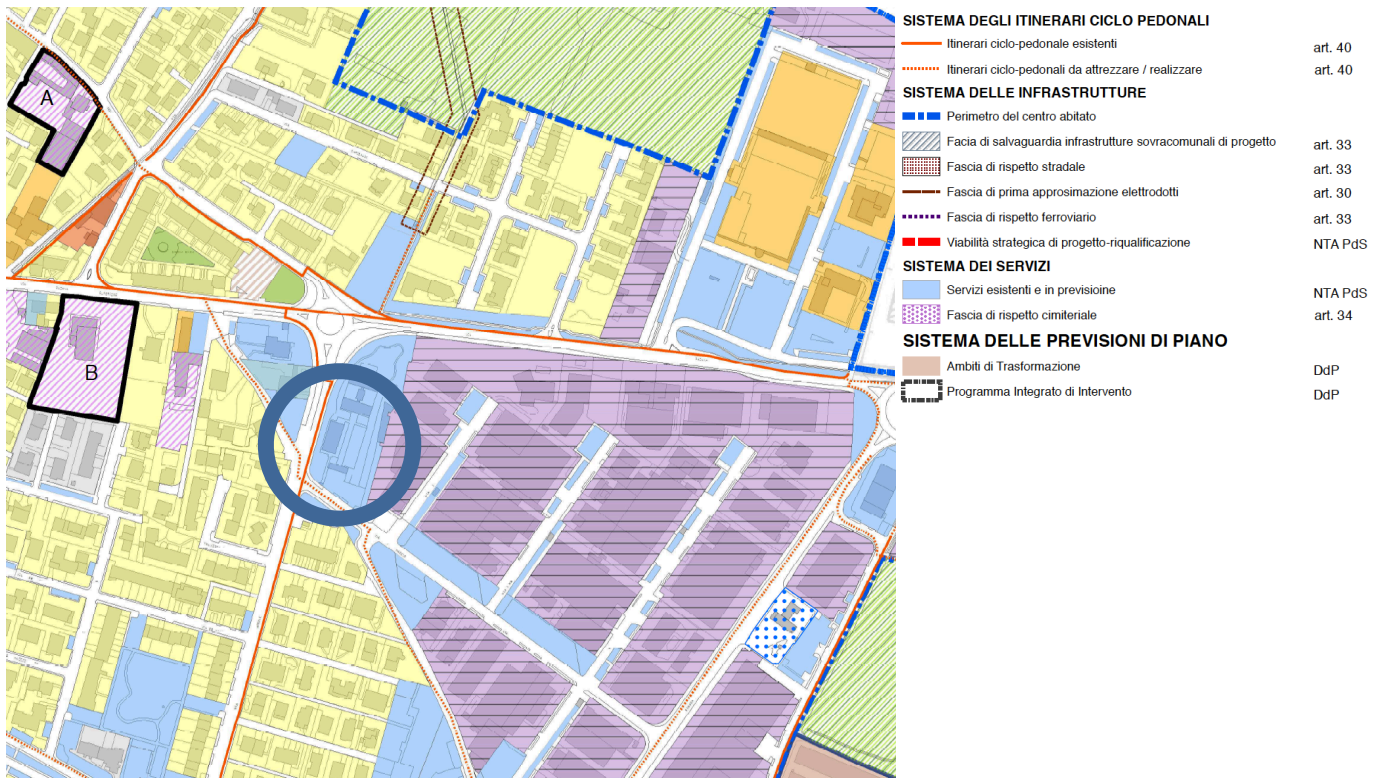 A
B
SISTEMA DEGLI ITINERARI CICLO PEDONALI
Itinerari ciclo-pedonale esistenti art. 40
Itinerari ciclo-pedonali da attrezzare / realizzare art. 40
SISTEMA DELLE INFRASTRUTTURE
Perimetro del centro abitato
Facia di salvaguardia infrastrutture sovracomunali di progetto art. 33
Fascia di rispetto stradale art. 33
Fascia di prima approsimazione elettrodotti art. 30
Fascia di rispetto ferroviario art. 33
Viabilità strategica di progetto-riqualificazione NTA PdS
SISTEMA DEI SERVIZI
Servizi esistenti e in previsione NTA PdS
Fascia di rispetto cimiteriale art. 34
SISTEMA DELLE PREVISIONI DI PIANO
Ambiti di Trasformazione DdP
Programma Integrato di Intervento DdP